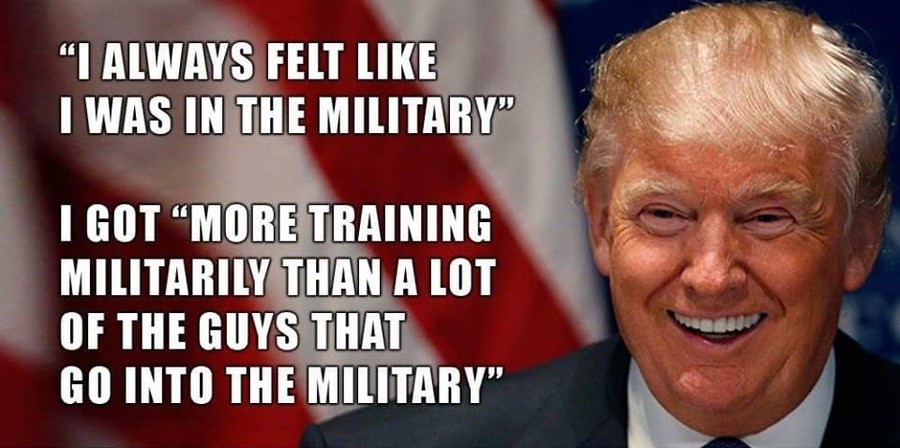 “I ALWAYS FELT LIKE
I WAS IN THE MILITARY”
I GOT “MORE TRAINING
MILITARILY THAN A LOT
OF THE GUYS THAT
GO INTO THE MILITARY”